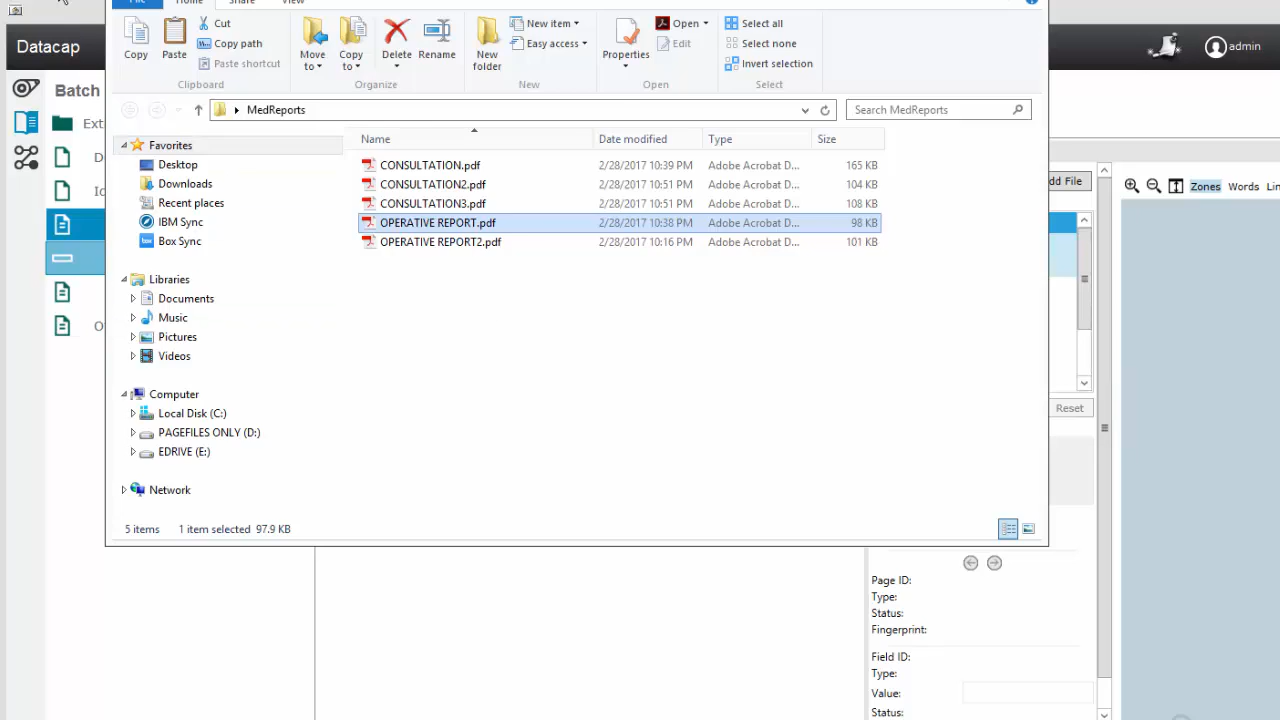 File Home Share View
Datacap
admin
Cut
Copy path
Paste shortcut
Copy
Paste
Clipboard
Move to
Copy to
Delete
Rename
Organize
New folder
New item
Easy access
New
Properties
Open
Edit
Open
Select all
Select none
Invert selection
Select
Batch
Ext
D
Ic
O
MedReports
Search MedReports
Name Date modified Type Size
Favorites
Desktop
Downloads
Recent places
IBM Sync
Box Sync
Libraries
Documents
Music
Pictures
Videos
Computer
Local Disk (C:)
PAGEFILES ONLY (D:)
EDRIVE (E:)
Network
CONSULTATION.pdf 2/28/2017 10:39 PM Adobe Acrobat D... 165 KB
CONSULTATION2.pdf 2/28/2017 10:51 PM Adobe Acrobat D... 104 KB
CONSULTATION3.pdf 2/28/2017 10:51 PM Adobe Acrobat D... 108 KB
OPERATIVE REPORT.pdf 2/28/2017 10:38 PM Adobe Acrobat D... 98 KB
OPERATIVE REPORT2.pdf 2/28/2017 10:16 PM Adobe Acrobat D... 101 KB
5 items 1 item selected 97.9 KB
dd File
Zones Words Lin
Reset
Page ID:
Type:
Status:
Fingerprint:
Field ID:
Type:
Value:
Status: